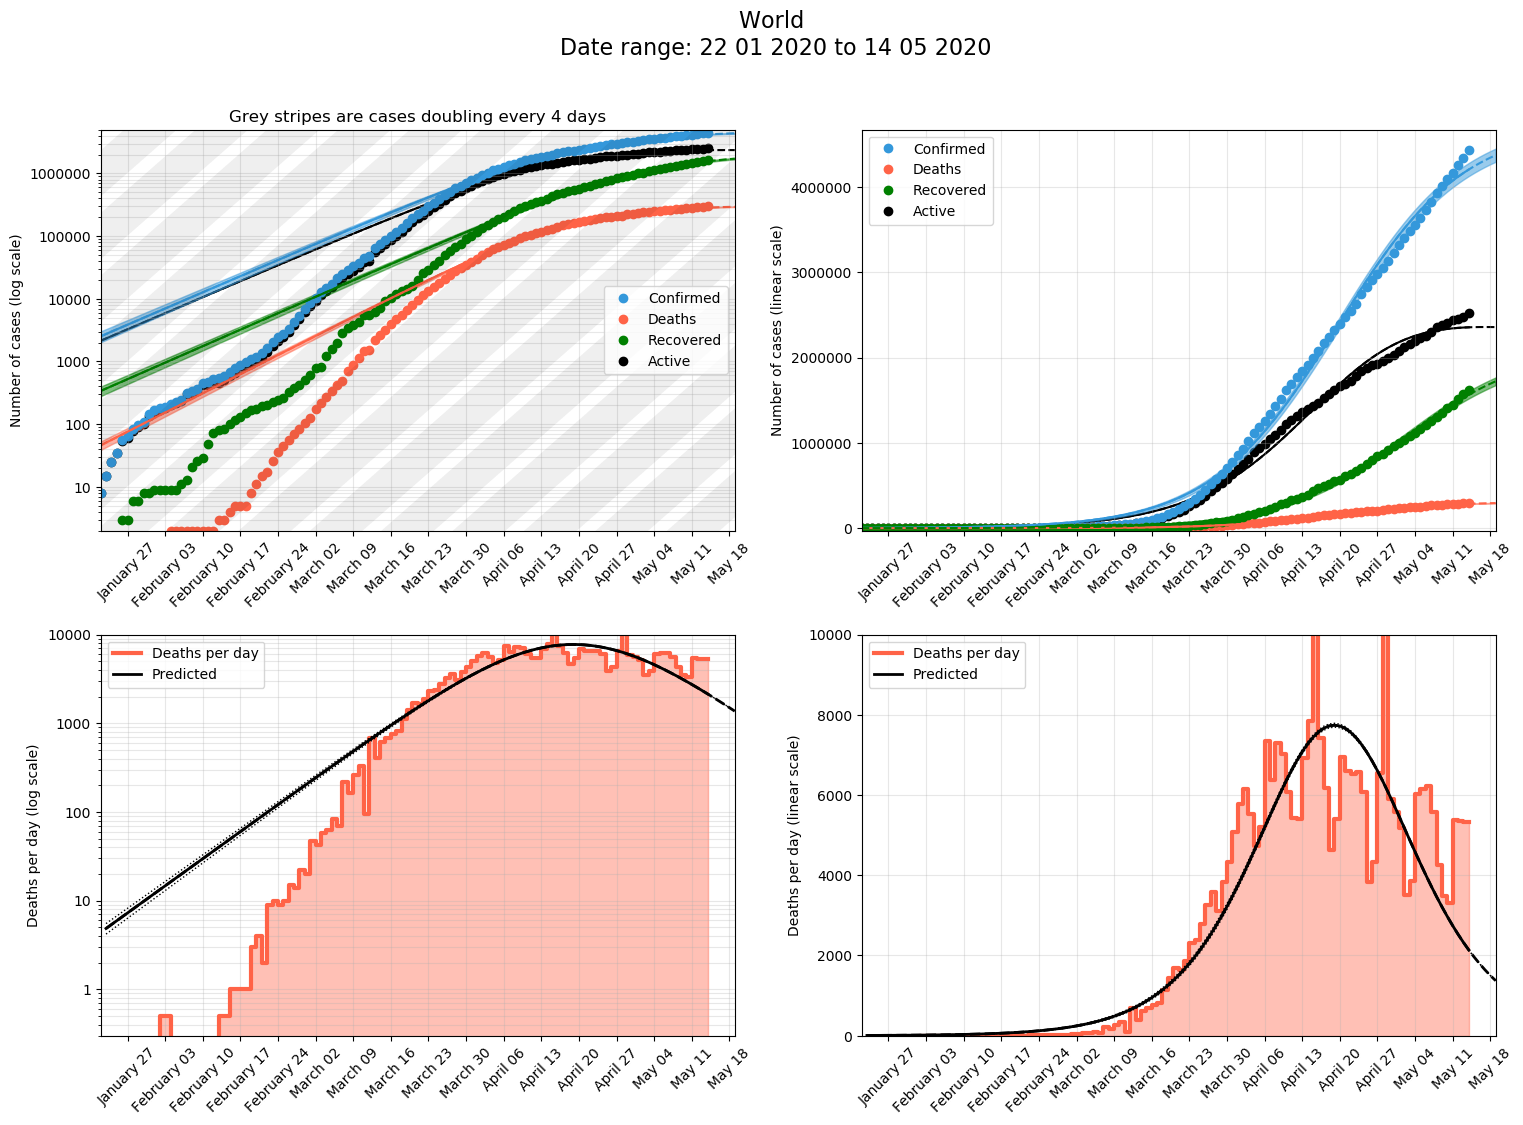 World
Date range: 22 01 2020 to 14 05 2020
Grey stripes are cases doubling every 4 days
Number of cases (log scale)
1000000
100000
10000
1000
100
10
Confirmed
Deaths
Recovered
Active
January 27
February 03
February 10
February 17
February 24
March 02
March 09
March 16
March 23
March 30
April 06
April 13
April 20
April 27
May 04
May 11
May 18
Number of cases (linear scale)
4000000
3000000
2000000
1000000
0
Confirmed
Deaths
Recovered
Active
January 27
February 03
February 10
February 17
February 24
March 02
March 09
March 16
March 23
March 30
April 06
April 13
April 20
April 27
May 04
May 11
May 18
Deaths per day (log scale)
10000
1000
100
10
1
Deaths per day
Predicted
January 27
February 03
February 10
February 17
February 24
March 02
March 09
March 16
March 23
March 30
April 06
April 13
April 20
April 27
May 04
May 11
May 18
Deaths per day (linear scale)
10000
8000
6000
4000
2000
0
Deaths per day
Predicted
January 27
February 03
February 10
February 17
February 24
March 02
March 09
March 16
March 23
March 30
April 06
April 13
April 20
April 27
May 04
May 11
May 18